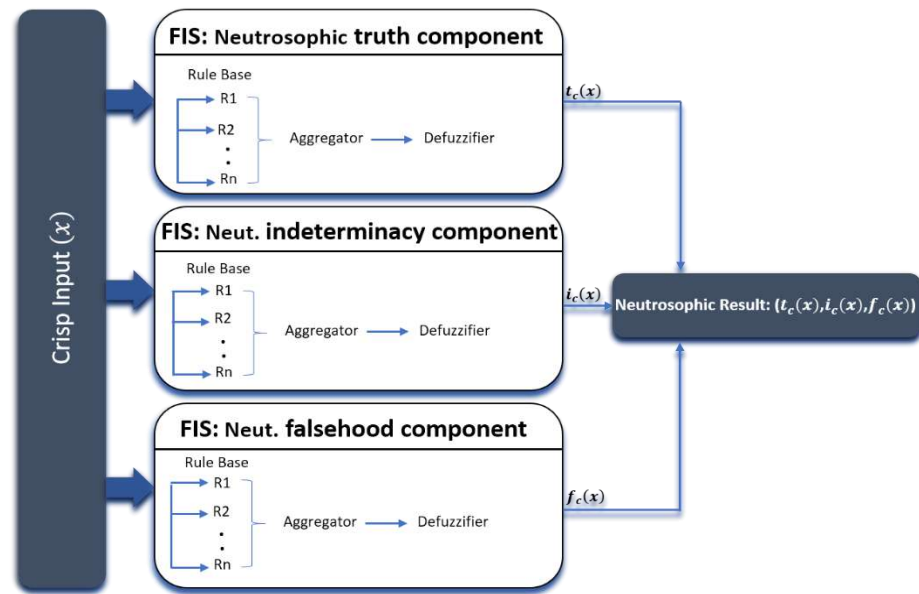 Crisp Input (x)
FIS: Neutrosophic truth component
Rule Base
R1
R2
Rn
Aggregator
Defuzzifier
t_c(x)
FIS: Neut. indeterminacy component
Rule Base
R1
R2
Rn
Aggregator
Defuzzifier
i_c(x)
FIS: Neut. falsehood component
Rule Base
R1
R2
Rn
Aggregator
Defuzzifier
f_c(x)
Neutrosophic Result: (t_c(x),i_c(x),f_c(x))